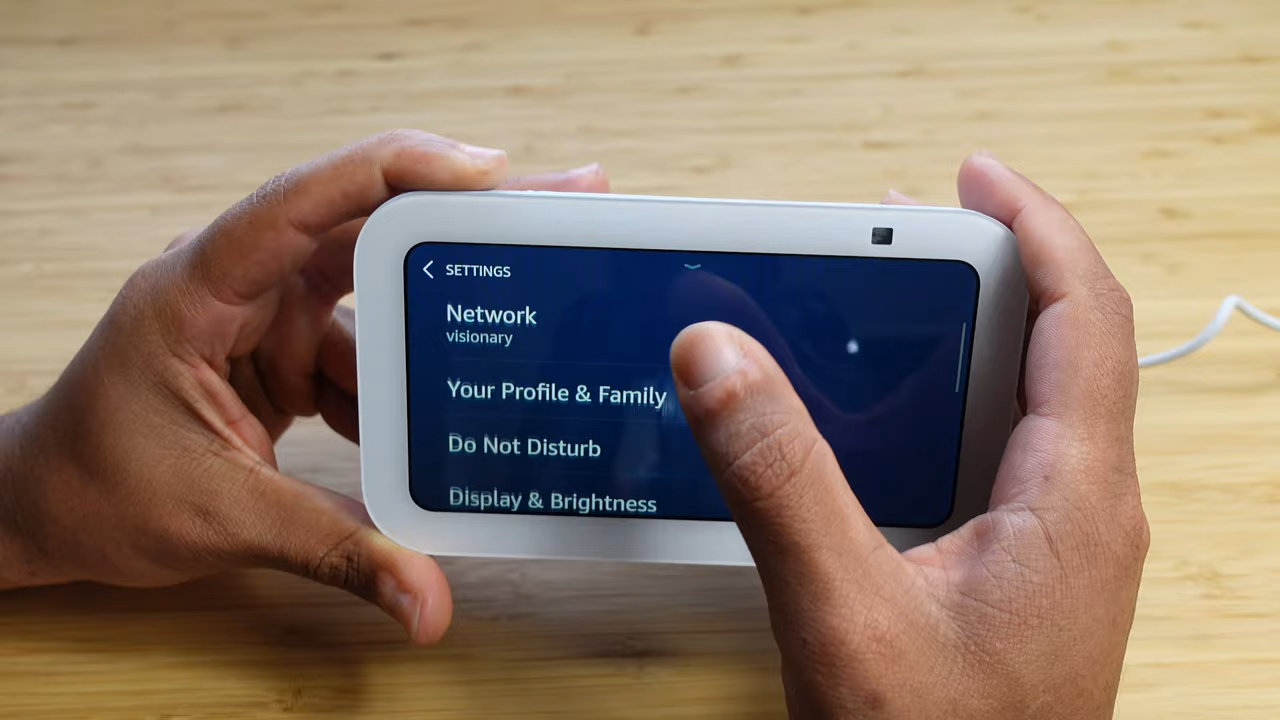 SETTINGS
Network
visionary
Your Profile & Family
Do Not Disturb
Display & Brightness